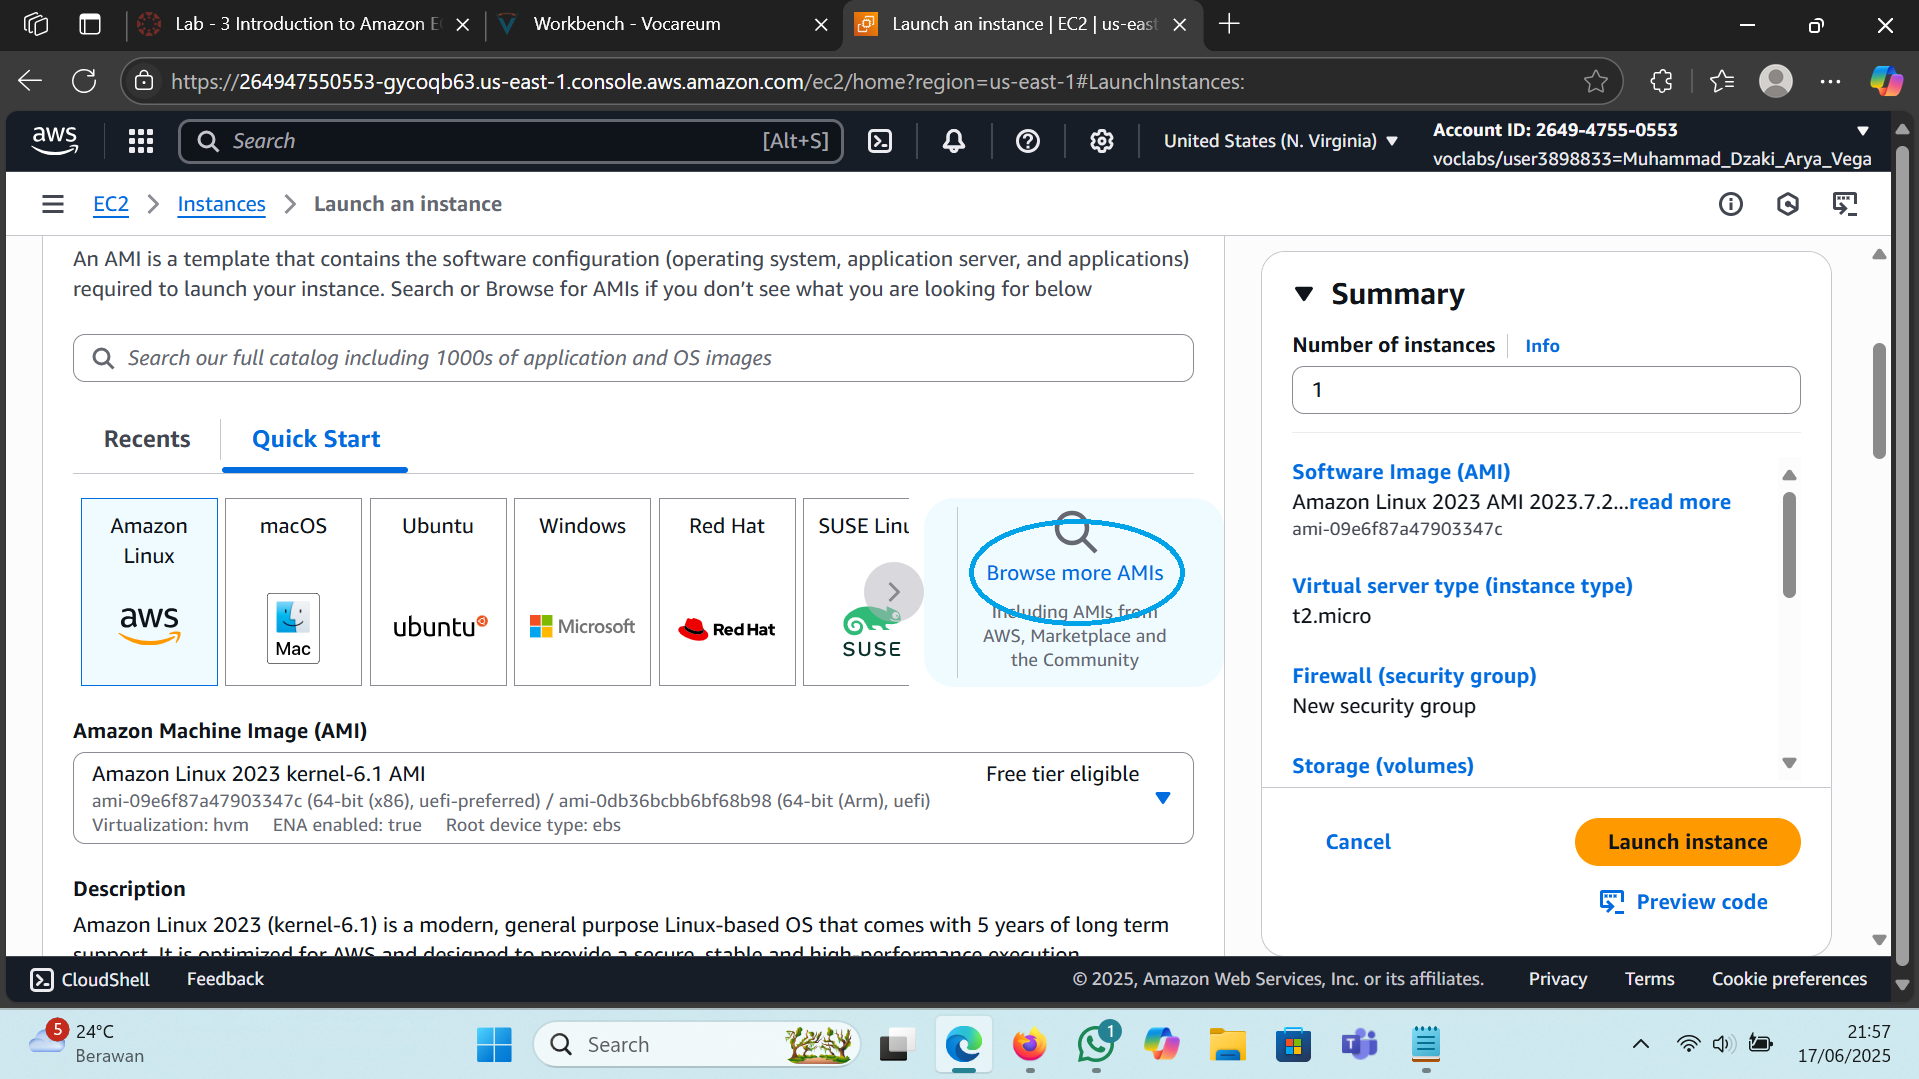 Lab - 3 Introduction to Amazon E
Workbench - Vocareum
Launch an instance | EC2 | us-east
https://264947550553-gycoqb63.us-east-1.console.aws.amazon.com/ec2/home?region=us-east-1#LaunchInstances:
aws
Search
[Alt+S]
United States (N. Virginia)
Account ID: 2649-4755-0553
voclabs/user3898833=Muhammad_Dzaki_Arya_Vega
EC2 > Instances > Launch an instance
An AMI is a template that contains the software configuration (operating system, application server, and applications)
required to launch your instance. Search or Browse for AMIs if you don’t see what you are looking for below
Search our full catalog including 1000s of application and OS images
Recents
Quick Start
Amazon
Linux
aws
macOS
Mac
Ubuntu
ubuntu
Windows
Microsoft
Red Hat
Red Hat
SUSE Linu
SUSE
Browse more AMIs
Including AMIs from
AWS, Marketplace and
the Community
Amazon Machine Image (AMI)
Amazon Linux 2023 kernel-6.1 AMI
Free tier eligible
ami-09e6f87a47903347c (64-bit (x86), uefi-preferred) / ami-0db36bcbb6bf68b98 (64-bit (Arm), uefi)
Virtualization: hvm ENA enabled: true Root device type: ebs
Description
Amazon Linux 2023 (kernel-6.1) is a modern, general purpose Linux-based OS that comes with 5 years of long term
support. It is optimized for AWS and designed to provide a secure, stable and high-performance execution
Summary
Number of instances
Info
1
Software Image (AMI)
Amazon Linux 2023 AMI 2023.7.2...read more
ami-09e6f87a47903347c
Virtual server type (instance type)
t2.micro
Firewall (security group)
New security group
Storage (volumes)
Cancel
Launch instance
Preview code
CloudShell
Feedback
© 2025, Amazon Web Services, Inc. or its affiliates.
Privacy
Terms
Cookie preferences
5
24°C
Berawan
Search
1
21:57
17/06/2025